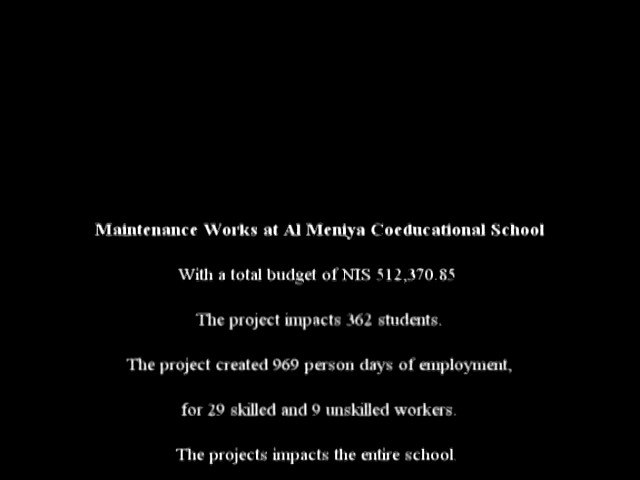 Maintenance Works at Al Meniya Coeducational School
With a total budget of NIS 512,370.85
The project impacts 362 students.
The project created 969 person days of employment,
for 29 skilled and 9 unskilled workers.
The projects impacts the entire school.